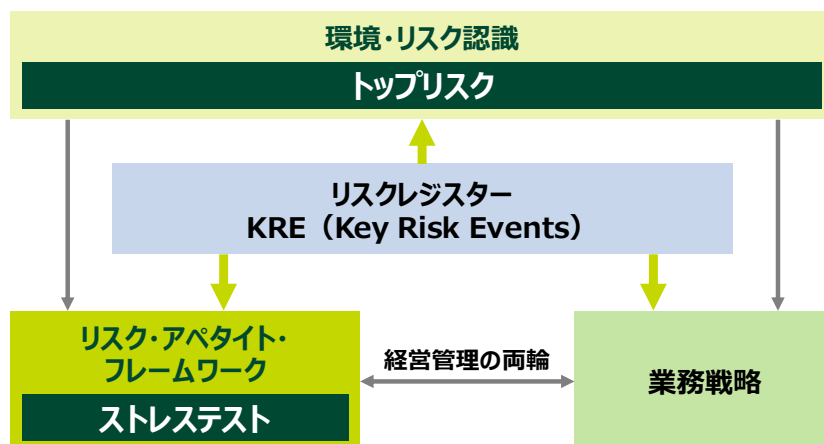 環境・リスク認識
トップリスク
リスクレジスター
KRE（Key Risk Events）
リスク・アペタイト・
フレームワーク
ストレステスト
経営管理の両輪
業務戦略